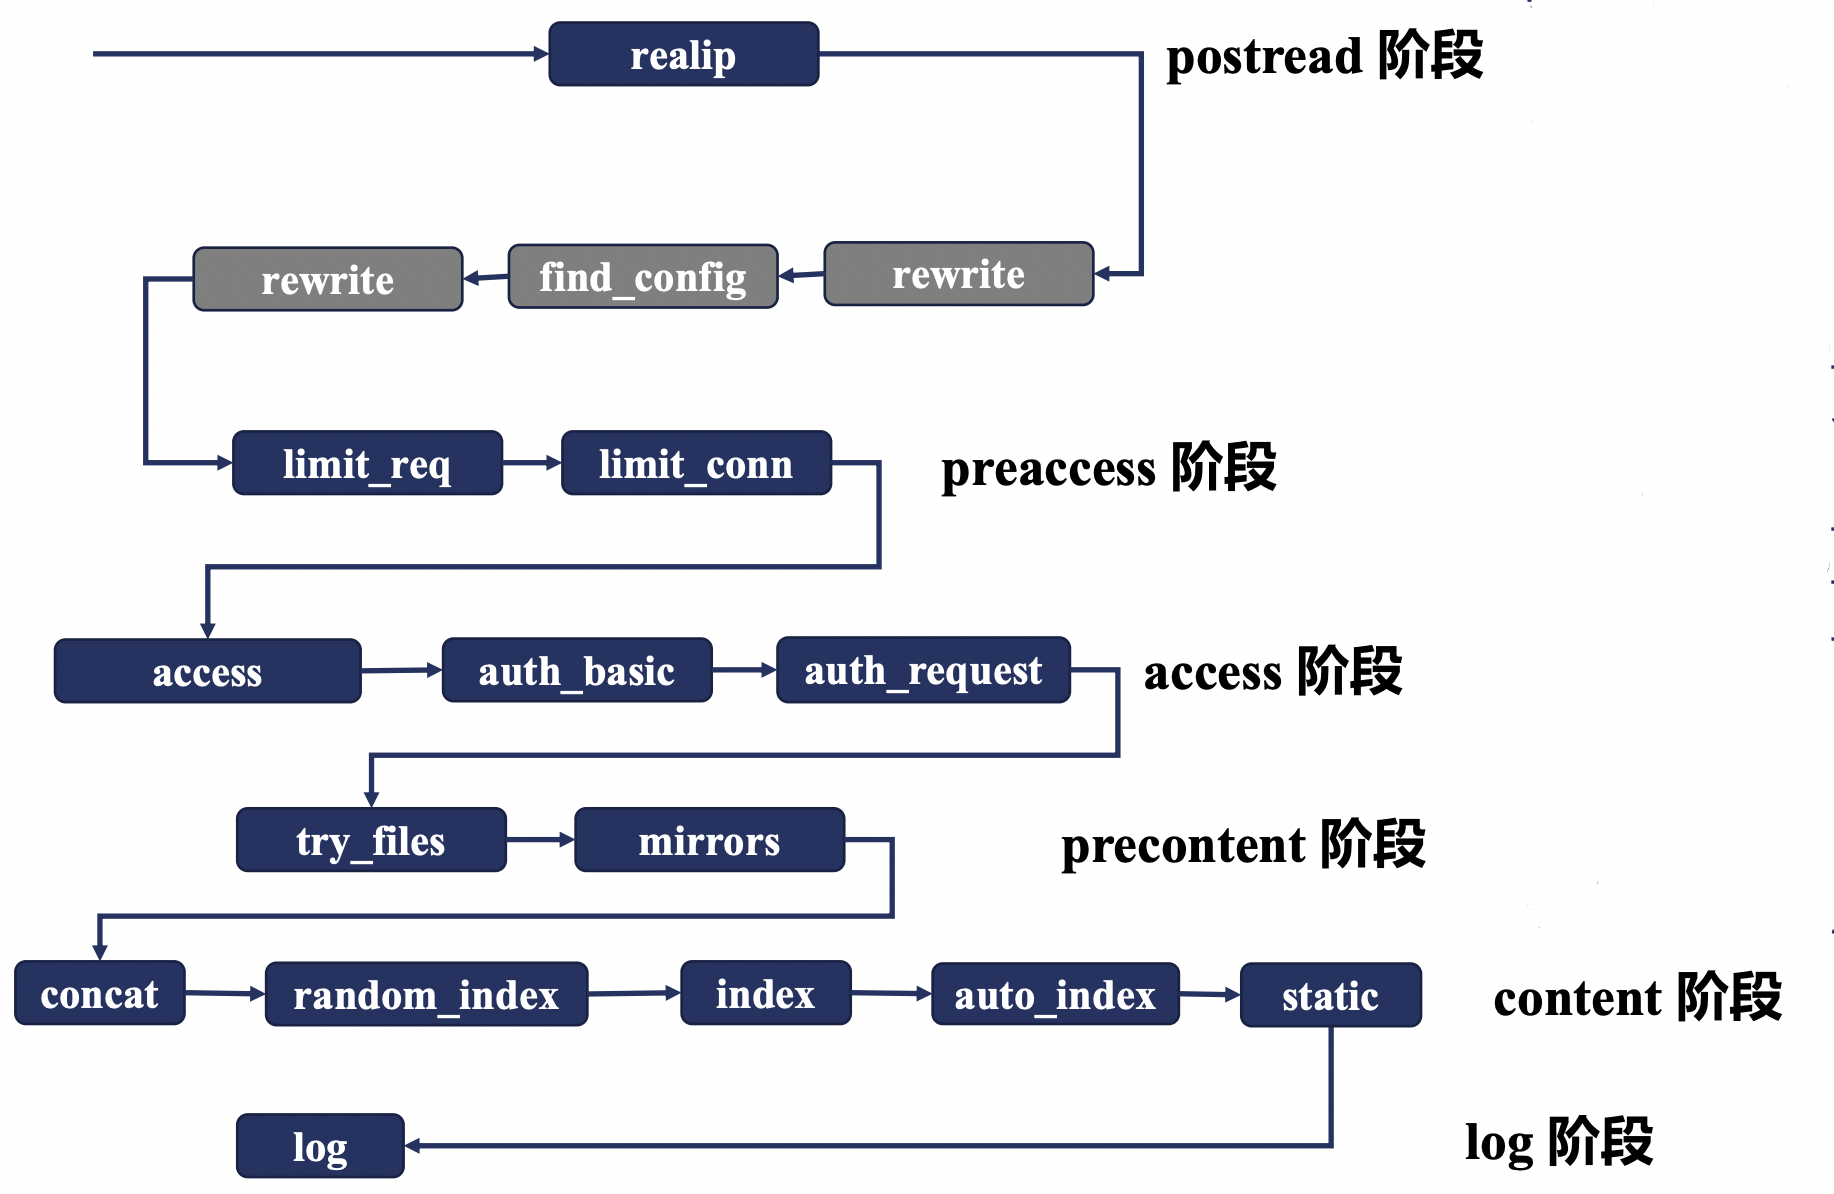 realip
postread 阶段
rewrite
find_config
rewrite
limit_req
limit_conn
preaccess 阶段
access
auth_basic
auth_request
access 阶段
try_files
mirrors
precontent 阶段
concat
random_index
index
auto_index
static
content 阶段
log
log 阶段